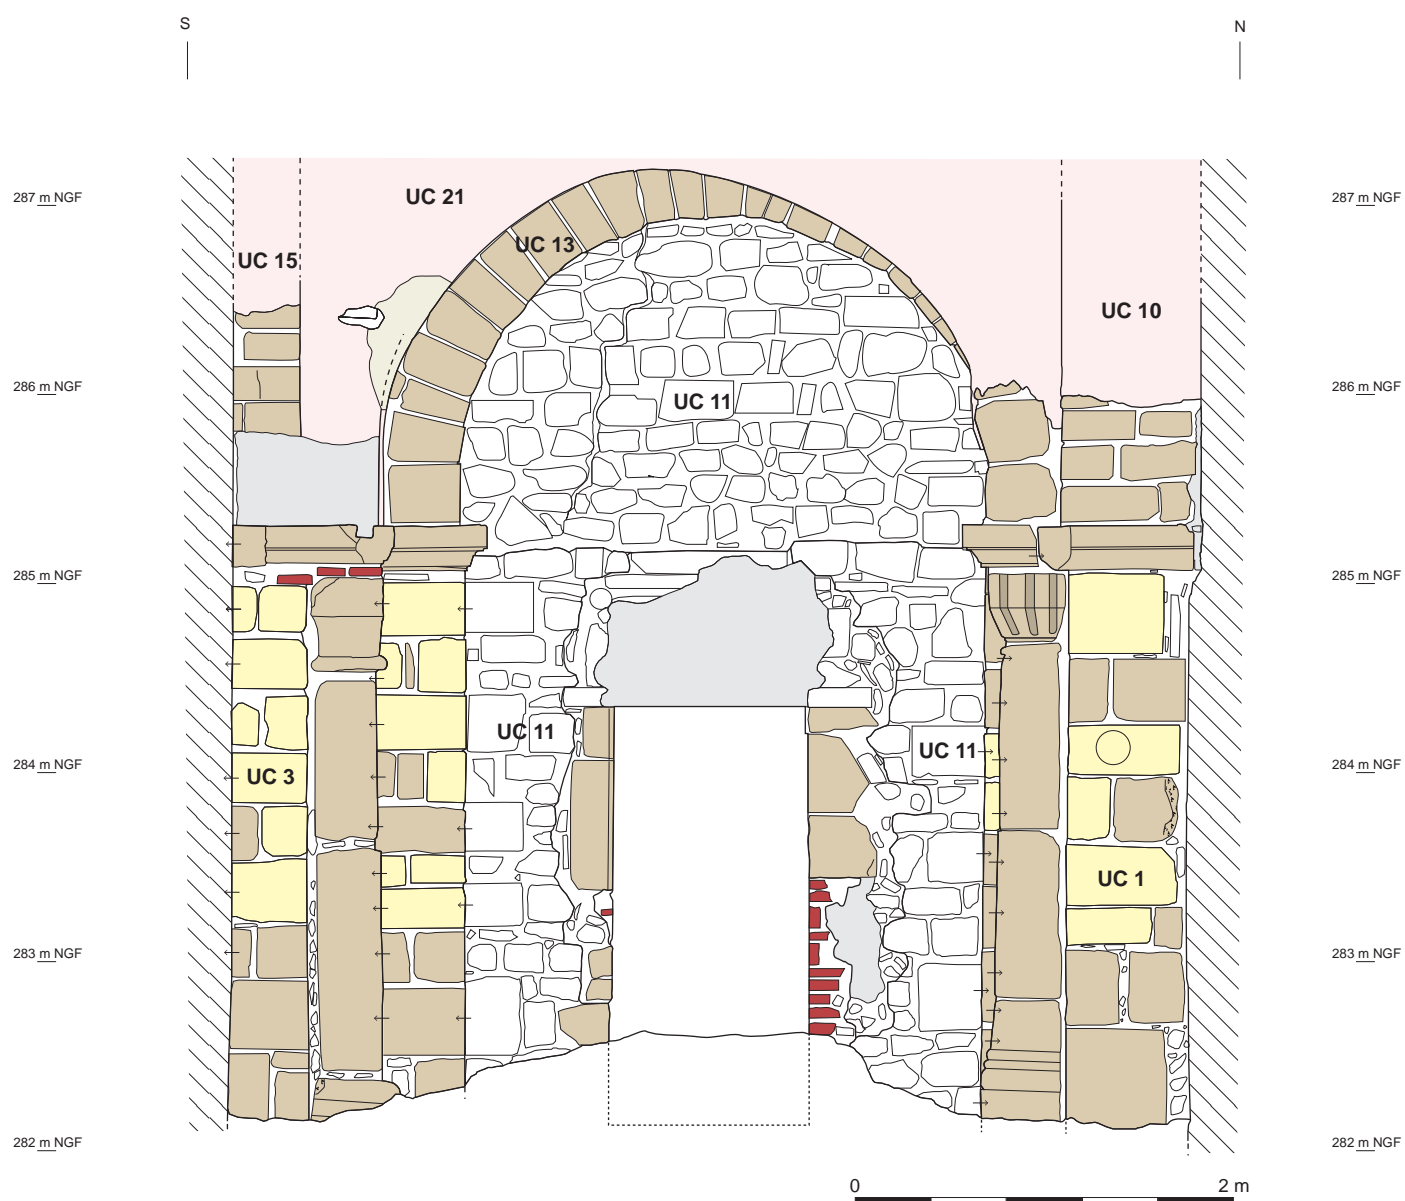 S N
287 m NGF UC 21 287 m NGF
UC 13
UC 15
UC 10
286 m NGF 286 m NGF
UC 11
285 m NGF 285 m NGF
UC 11
UC 11
284 m NGF UC 3 284 m NGF
UC 1
283 m NGF 283 m NGF
282 m NGF 282 m NGF
0 2 m